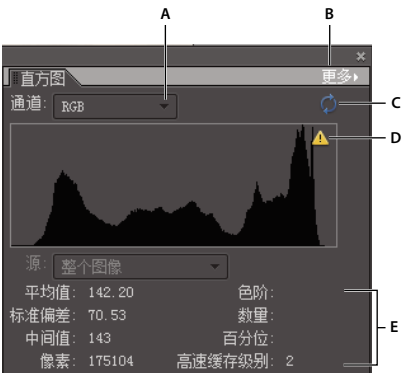 A
B
直方图
更多
通道: RGB
C
D
源: 整个图像
平均值: 142.20
色阶:
标准偏差: 70.53
数量:
E
中间值: 143
百分位:
像素: 175104
高速缓存级别: 2